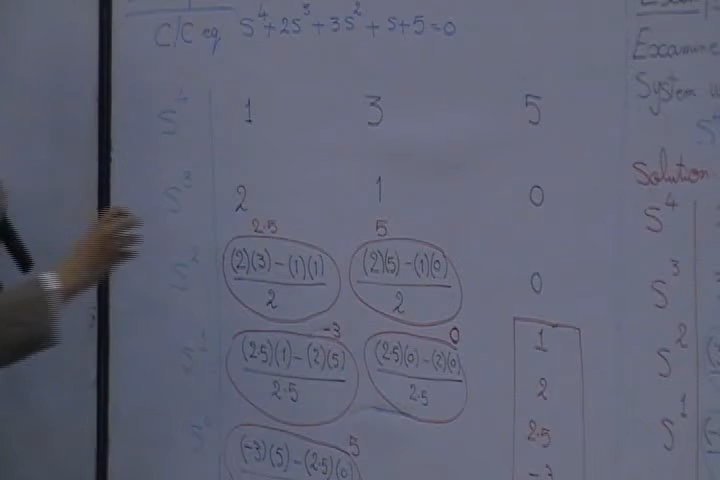 C/C eq S⁴+2S³+3S²+S+5=0
S⁴ 1 3 5
S³ 2 1 0
2.5 5
S² (2)(3)-(1)(1)/2 (2)(5)-(1)(0)/2 0
-3 0
S¹ (2.5)(1)-(2)(5)/2.5 (2.5)(0)-(2)(0)/2.5
5
S⁰ (-3)(5)-(2.5)(0)
1
2
2.5
-3
Examine
System
Solution
S⁴
S³
S²
S¹